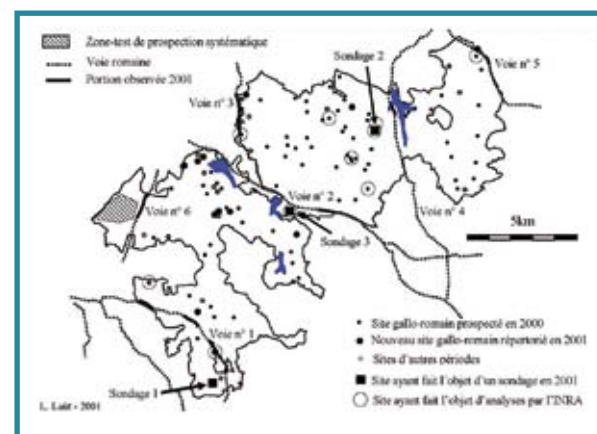 Zone-test de prospection systématique
Voie romaine
Portion observée 2001
Sondage 2
Voie n° 5
Voie n° 3
Voie n° 6
Voie n° 2
Voie n° 4
Sondage 3
5km
Voie n° 1
Sondage 1
Site gallo-romain prospecté en 2000
Nouveau site gallo-romain répertorié en 2001
Sites d'autres périodes
Site ayant fait l'objet d'un sondage en 2001
Site ayant fait l'objet d'analyses par l'INRA
L. Lait - 2001